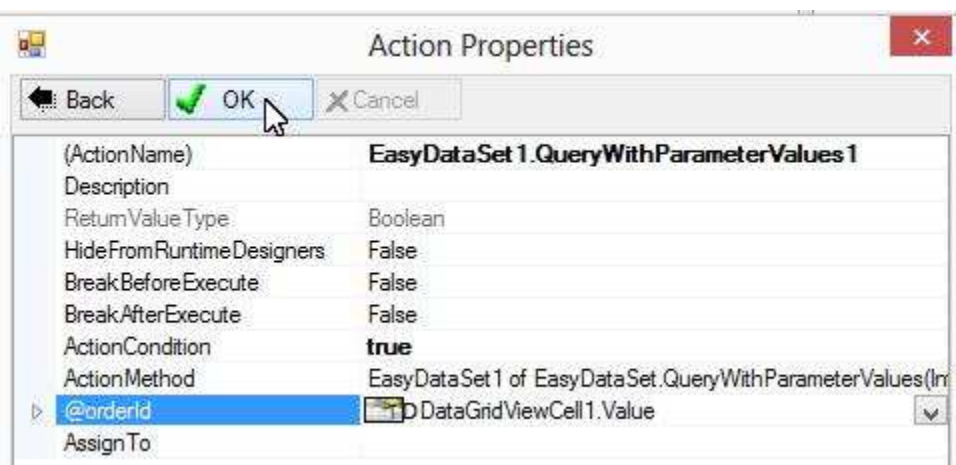 Action Properties
Back OK Cancel
(ActionName) EasyDataSet1.QueryWithParameterValues1
Description
ReturnValueType Boolean
HideFromRuntimeDesigners False
BreakBeforeExecute False
BreakAfterExecute False
ActionCondition true
ActionMethod EasyDataSet1 of EasyDataSet.QueryWithParameterValues(In
@orderId DataGridViewCell1.Value
AssignTo